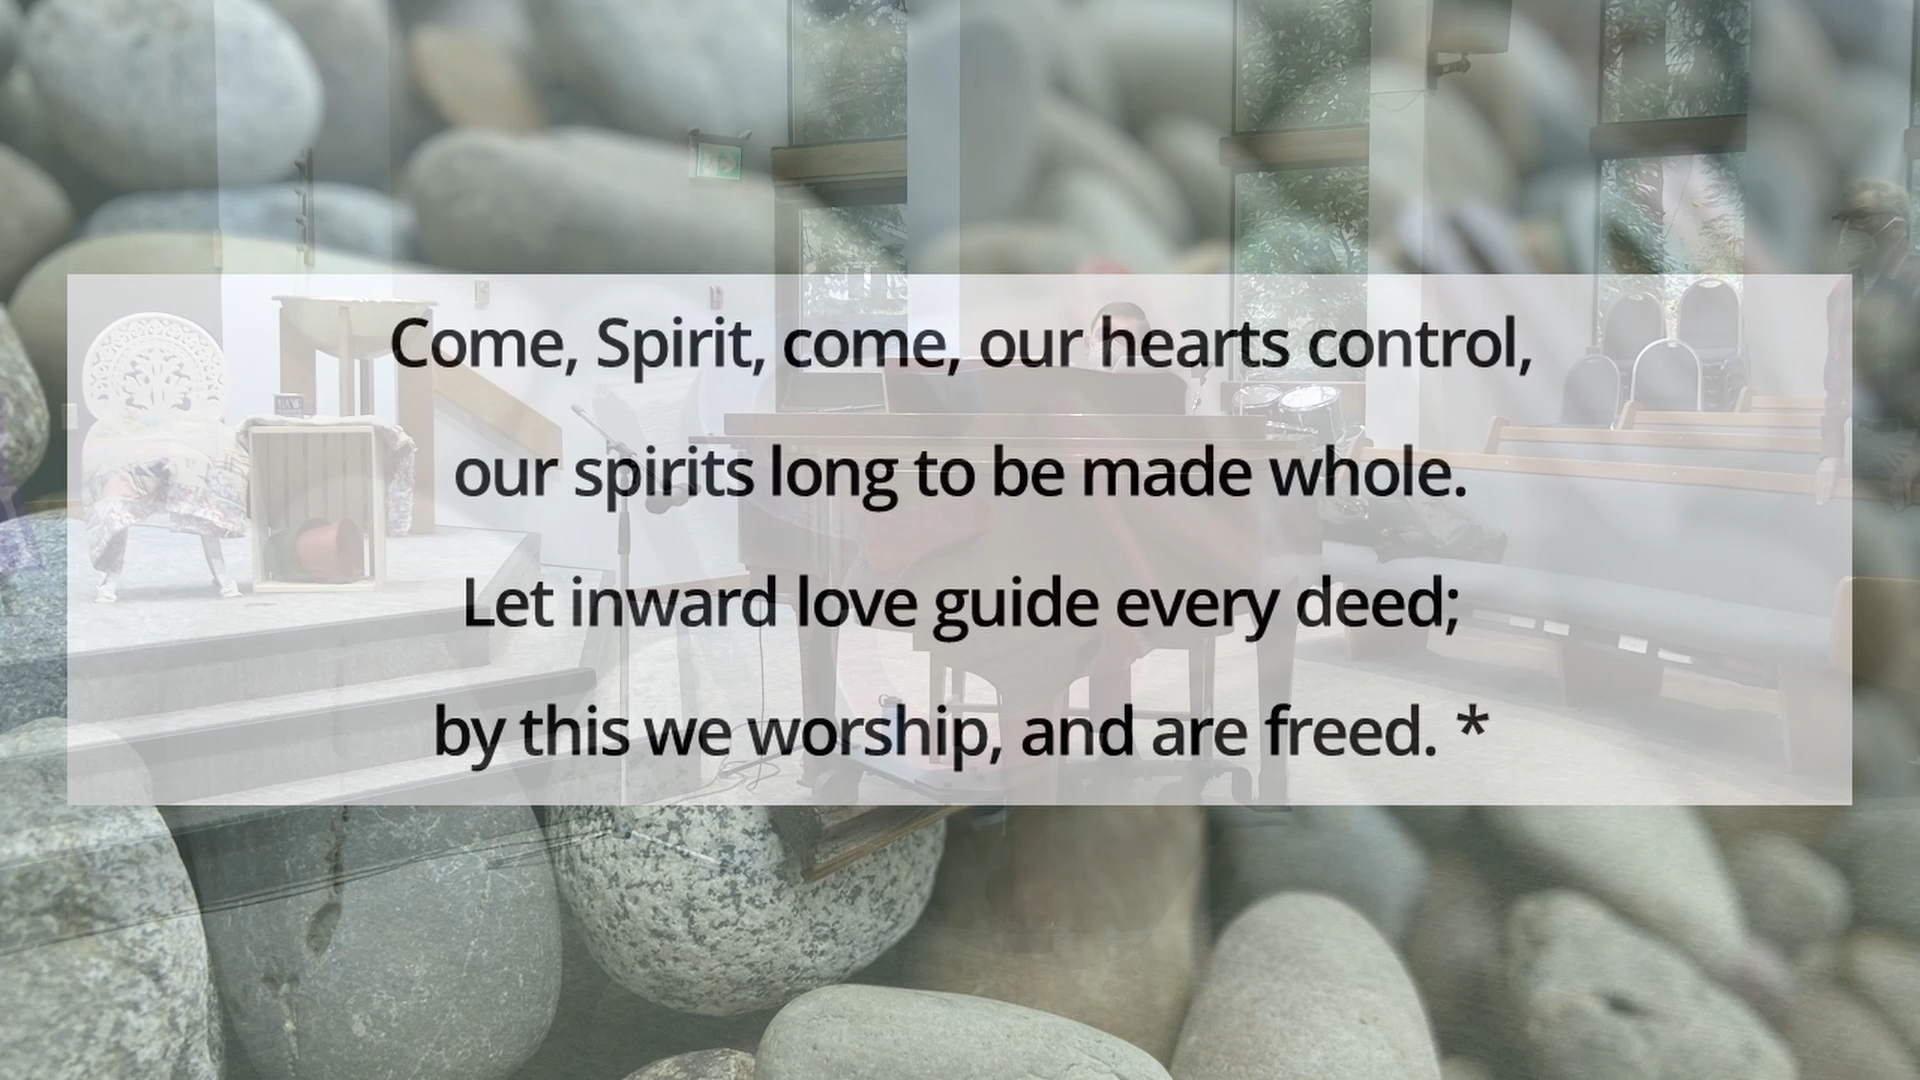 Come, Spirit, come, our hearts control,
our spirits long to be made whole.
Let inward love guide every deed;
by this we worship, and are freed. *